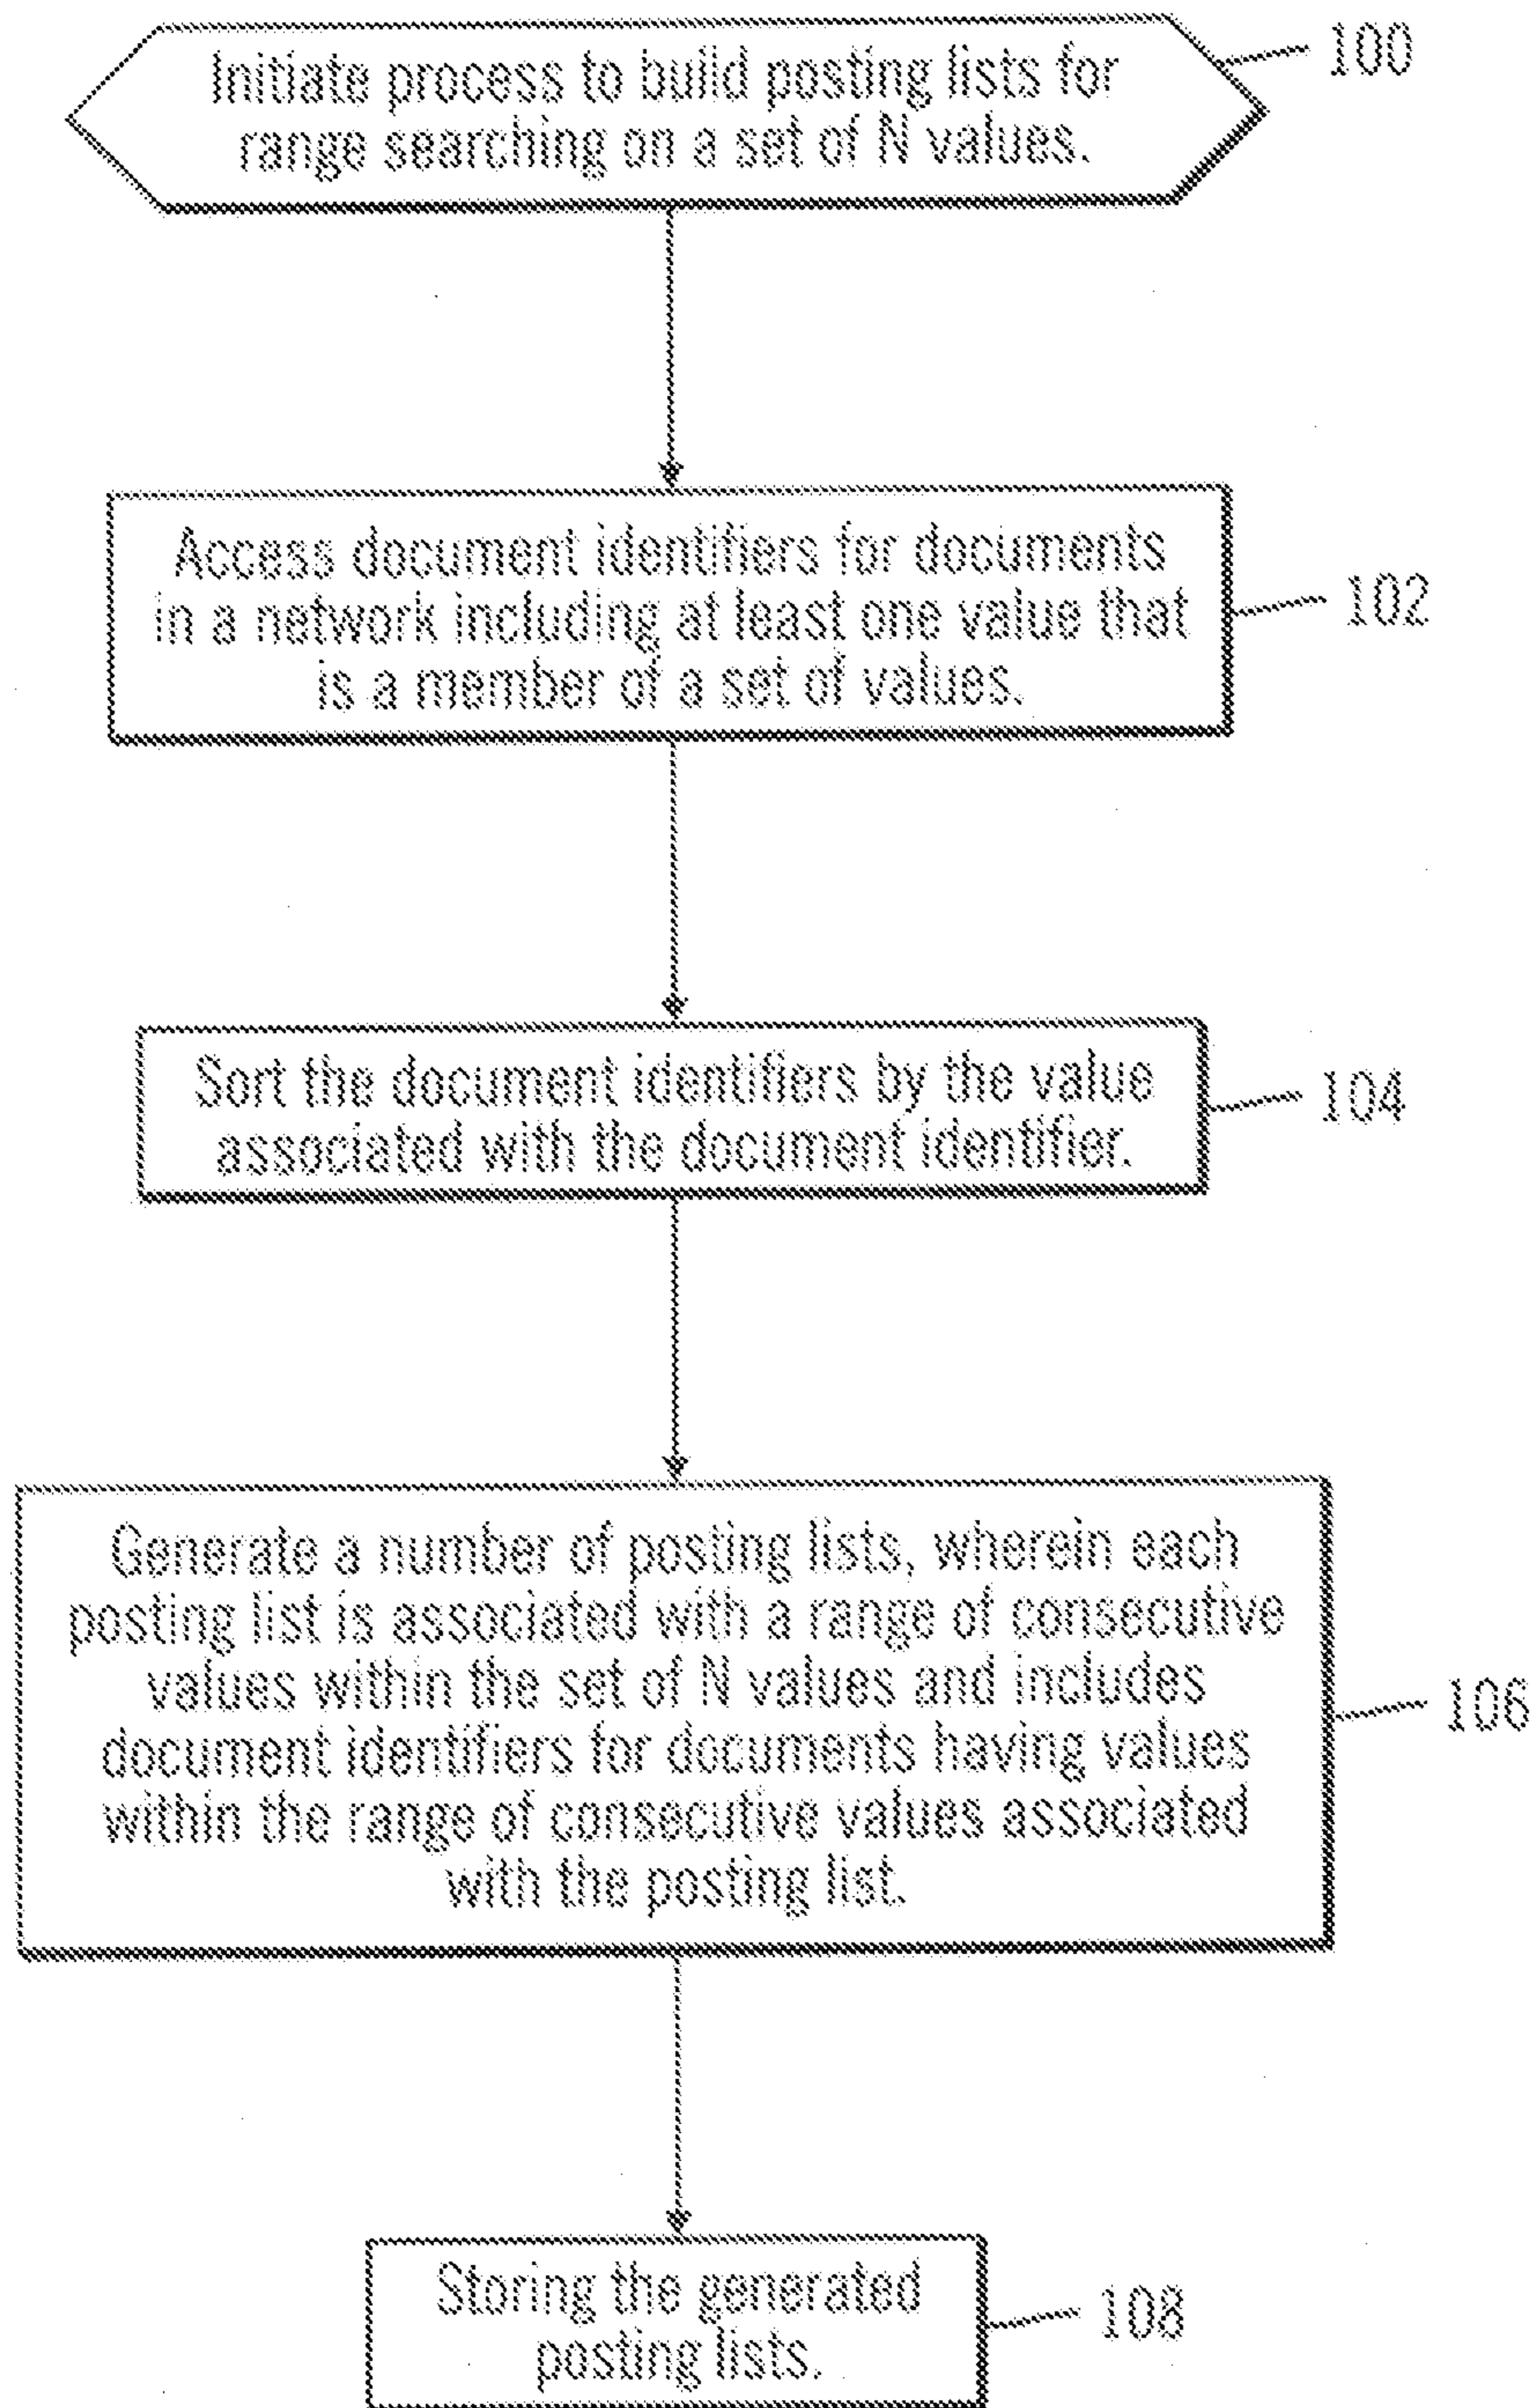 Initiate process to build posting lists for
range searching on a set of N values.
100
Access document identifiers for documents
in a network including at least one value that
is a member of a set of values.
102
Sort the document identifiers by the value
associated with the document identifier.
104
Generate a number of posting lists, wherein each
posting list is associated with a range of consecutive
values within the set of N values and includes
document identifiers for documents having values
within the range of consecutive values associated
with the posting list.
106
Storing the generated
posting lists.
108